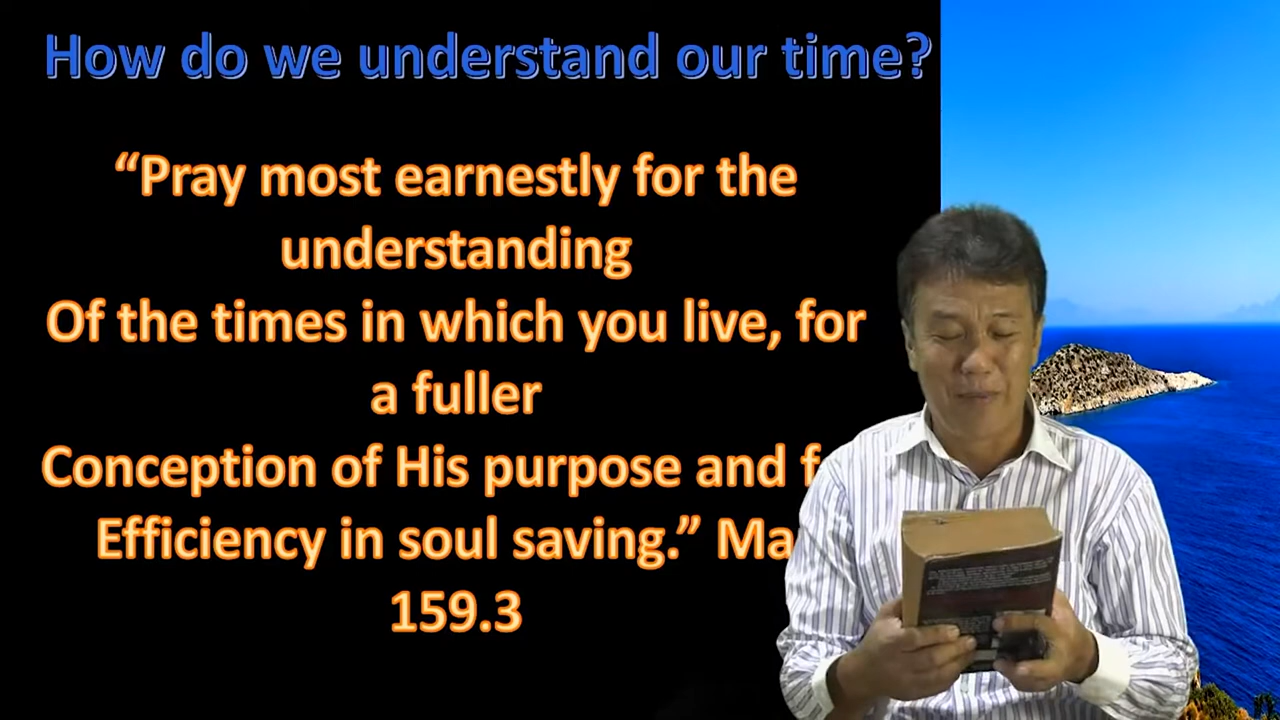 How do we understand our time?
“Pray most earnestly for the
understanding
Of the times in which you live, for
a fuller
Conception of His purpose and
Efficiency in soul saving.”
159.3